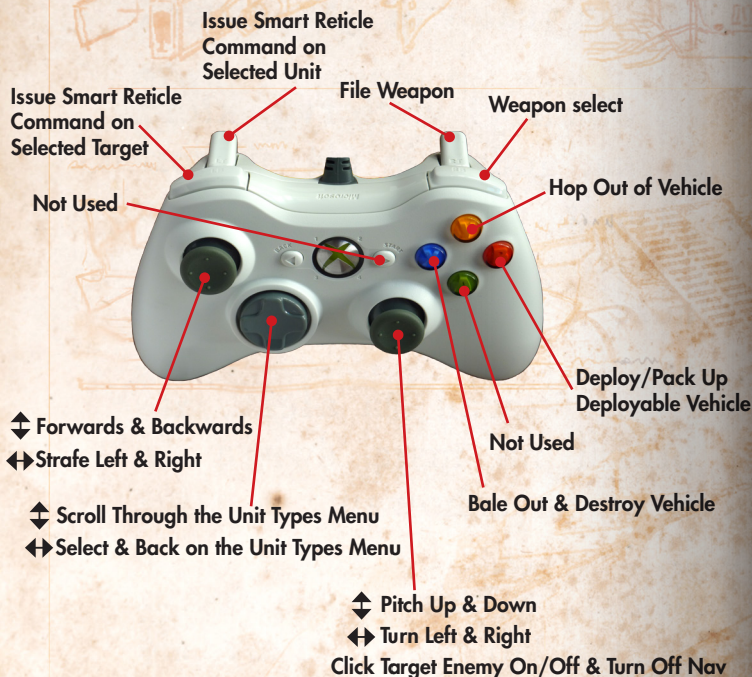 Issue Smart Reticle
Command on
Selected Unit
Issue Smart Reticle
Command on
Selected Target
File Weapon
Weapon select
Not Used
Hop Out of Vehicle
BACK
START
Deploy/Pack Up
Deployable Vehicle
Forwards & Backwards
Strafe Left & Right
Not Used
Bale Out & Destroy Vehicle
Scroll Through the Unit Types Menu
Select & Back on the Unit Types Menu
Pitch Up & Down
Turn Left & Right
Click Target Enemy On/Off & Turn Off Nav